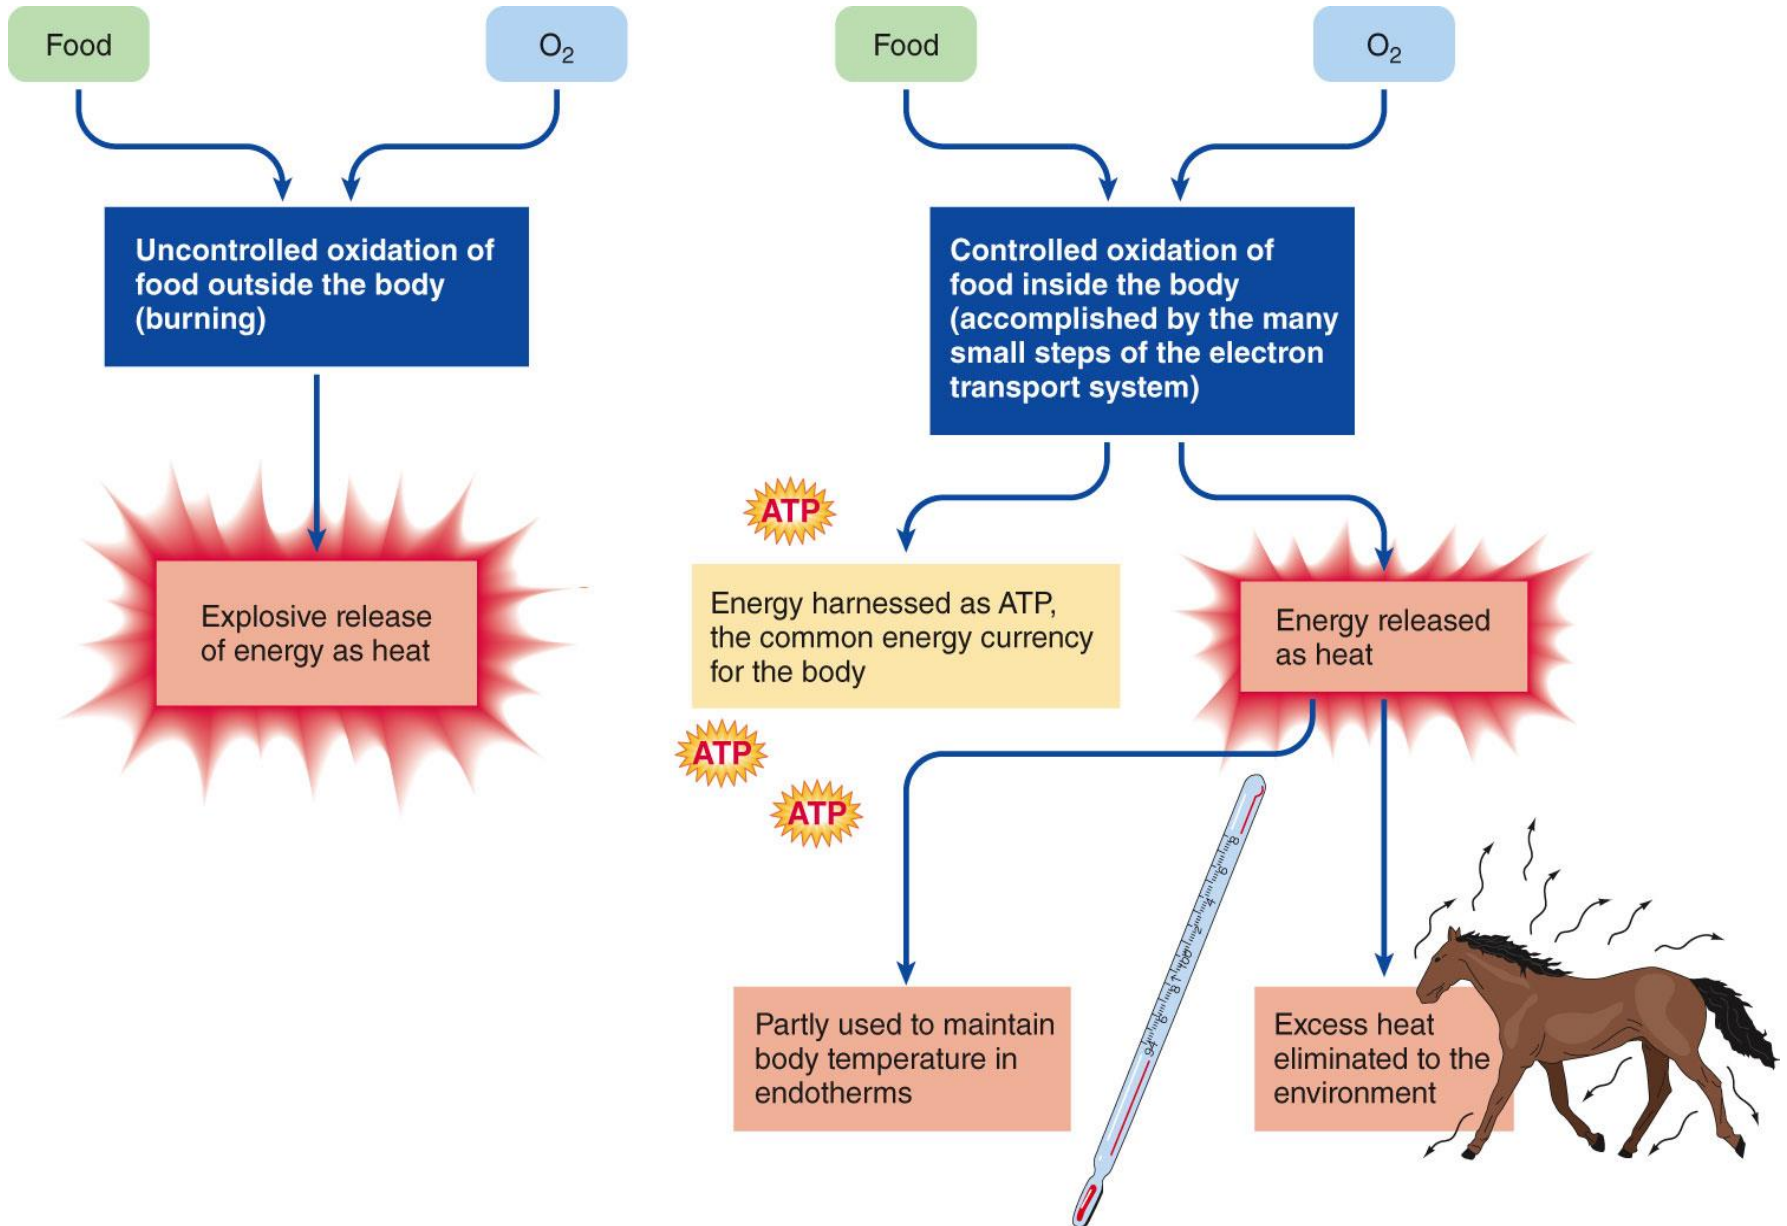 Food
O₂
Uncontrolled oxidation of
food outside the body
(burning)
Explosive release
of energy as heat
Food
O₂
Controlled oxidation of
food inside the body
(accomplished by the many
small steps of the electron
transport system)
ATP
Energy harnessed as ATP,
the common energy currency
for the body
ATP
ATP
Energy released
as heat
Partly used to maintain
body temperature in
endotherms
Excess heat
eliminated to the
environment